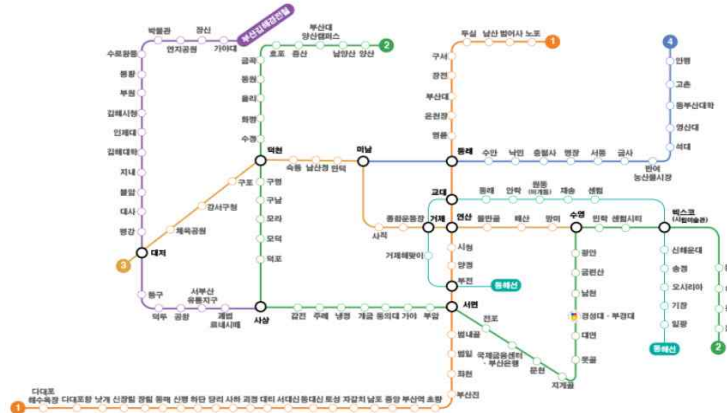 부산김해경전철
박물관
장신
연지공원
가야대
수로왕릉
봉황
부원
김해시청
인제대
김해대학
지내
불암
대사
평강
대저
3
체육공원
강서구청
구포
덕두
등구
공항
서부산
유통지구
괘법
르네시떼
사상
부산대
양산캠퍼스
2
호포
증산
남양산
양산
금곡
동원
율리
화명
수정
덕천
숙등
남산정
만덕
미남
구명
구남
모라
모덕
덕포
사직
종합운동장
거제
거제해맞이
두실
남산
범어사
노포
1
구서
장전
부산대
온천장
명륜
동래
수안
낙민
충렬사
명장
서동
금사
반여
농산물시장
4
안평
고촌
동부산대학
영산대
석대
교대
동래
안락
원동
재송
센텀
연산
물만골
배산
망미
수영
민락
센텀시티
벡스코
(시립미술관)
시청
양정
부전
동해선
신해운대
송정
오시리아
기장
일광
동해선
2
광안
금련산
남천
경성대·부경대
대연
못골
지게골
문현
국제금융센터
·부산은행
전포
서면
감전
주례
냉정
개금
동의대
가야
부암
범내골
범일
좌천
부산진
1
다대포
해수욕장
다대포항
낫개
신장림
장림
동매
신평
하단
당리
사하
괴정
대티
서대신
동대신
토성
자갈치
남포
중앙
부산역
초량